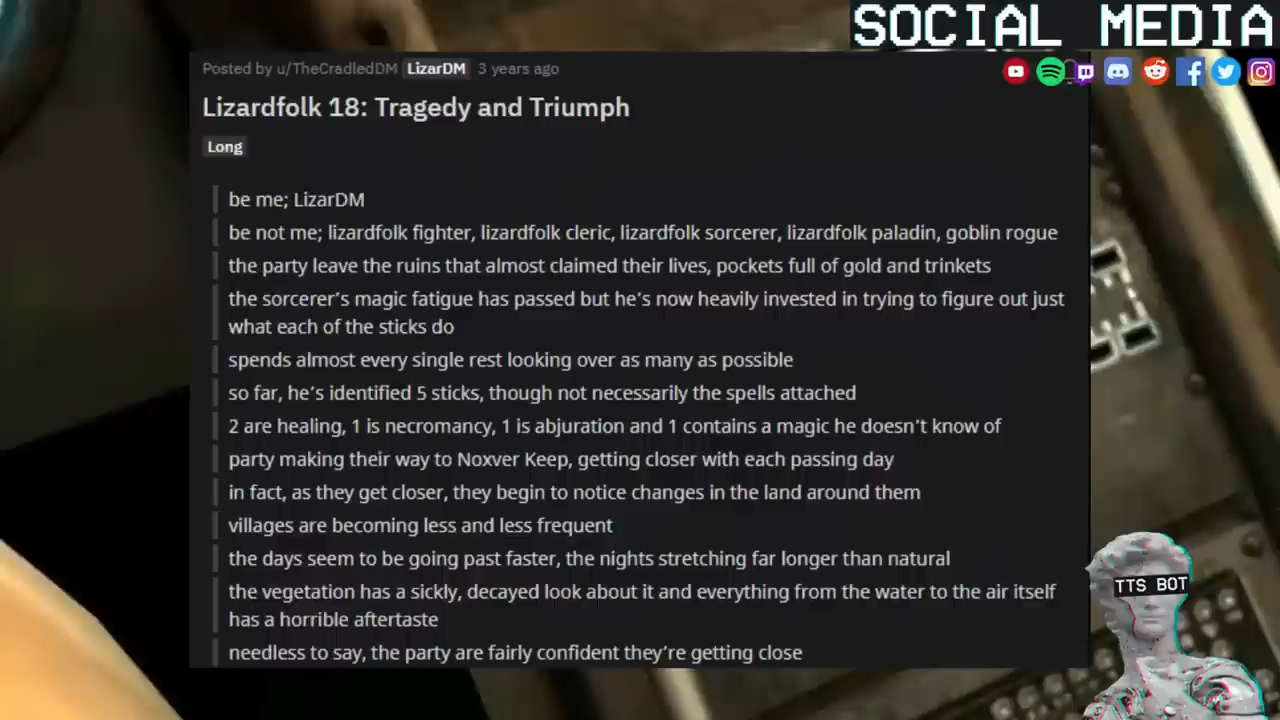 SOCIAL MEDIA
Posted by u/TheCradledDM LizarDM 3 years ago
Lizardfolk 18: Tragedy and Triumph
Long
be me; LizarDM
be not me; lizardfolk fighter, lizardfolk cleric, lizardfolk sorcerer, lizardfolk paladin, goblin rogue
the party leave the ruins that almost claimed their lives, pockets full of gold and trinkets
the sorcerer's magic fatigue has passed but he's now heavily invested in trying to figure out just
what each of the sticks do
spends almost every single rest looking over as many as possible
so far, he's identified 5 sticks, though not necessarily the spells attached
2 are healing, 1 is necromancy, 1 is abjuration and 1 contains a magic he doesn't know of
party making their way to Noxver Keep, getting closer with each passing day
in fact, as they get closer, they begin to notice changes in the land around them
villages are becoming less and less frequent
the days seem to be going past faster, the nights stretching far longer than natural
the vegetation has a sickly, decayed look about it and everything from the water to the air itself
has a horrible aftertaste
needless to say, the party are fairly confident they're getting close
TTS BOT